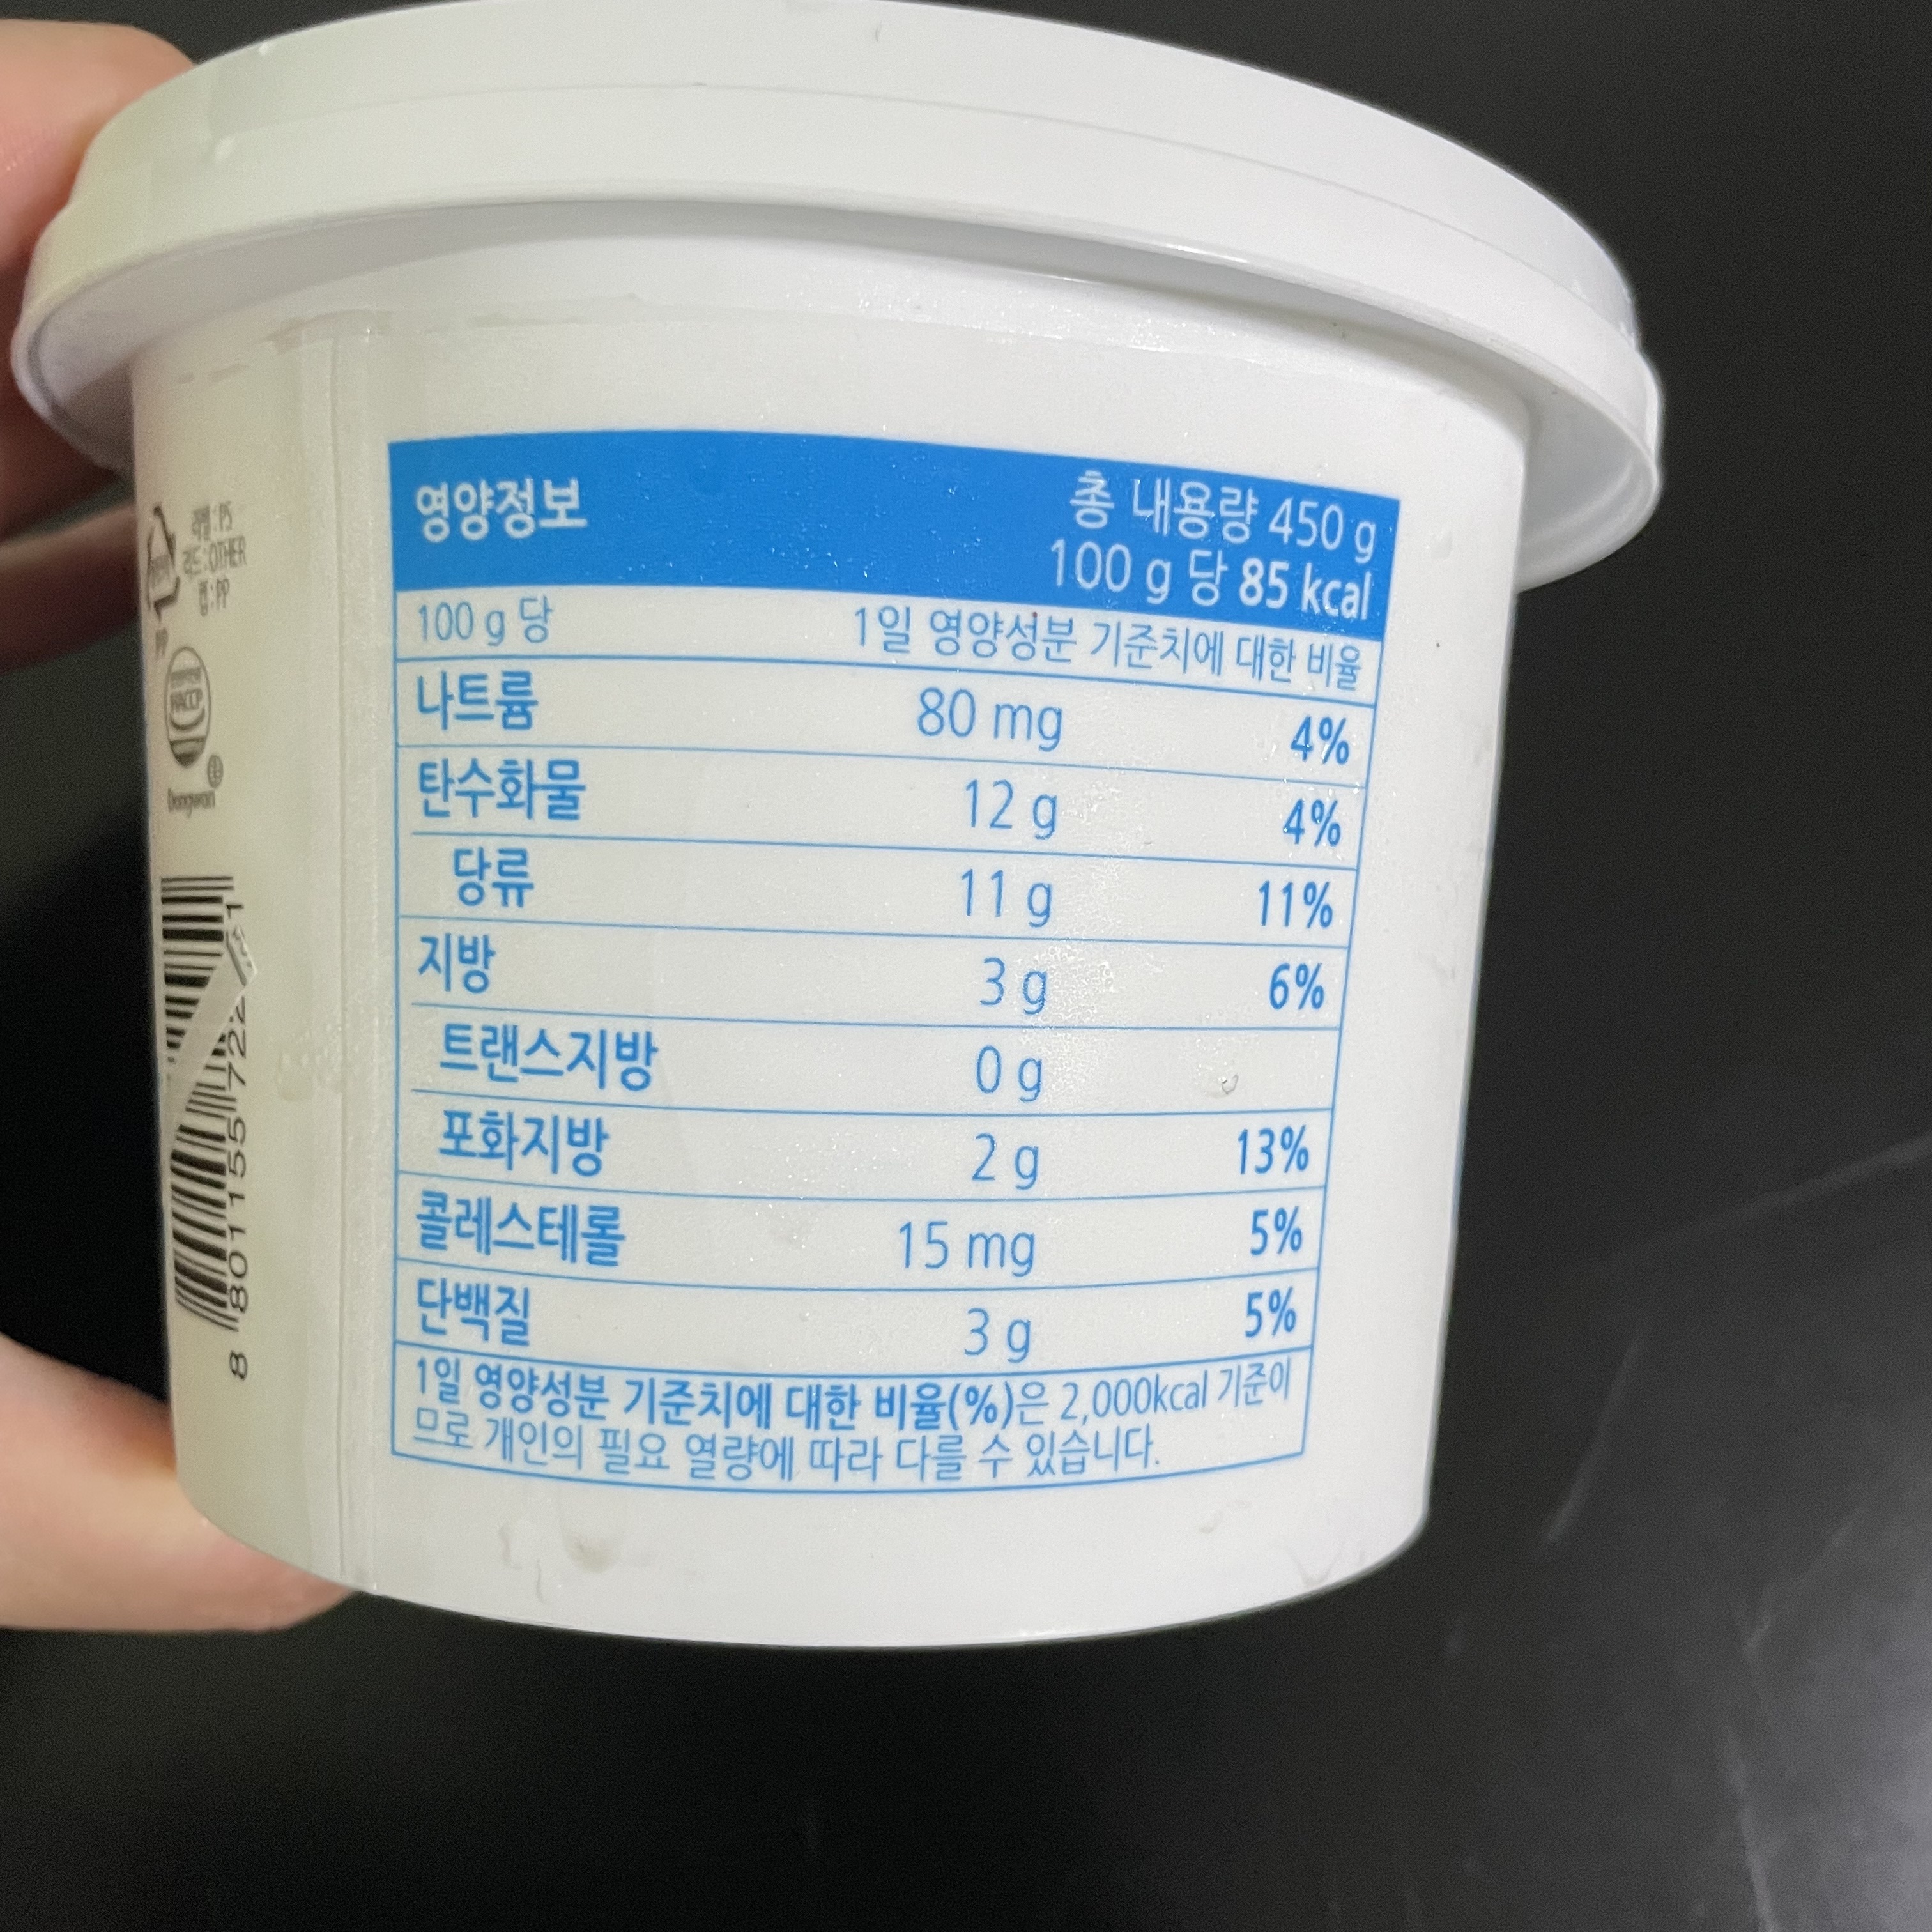 영양정보
총 내용량 450 g
100 g 당 85 kcal
100 g 당 1일 영양성분 기준치에 대한 비율
나트륨 80 mg 4%
탄수화물 12 g 4%
당류 11 g 11%
지방 3 g 6%
트랜스지방 0 g
포화지방 2 g 13%
콜레스테롤 15 mg 5%
단백질 3 g 5%
1일 영양성분 기준치에 대한 비율(%)은 2,000kcal 기준이
므로 개인의 필요 열량에 따라 다를 수 있습니다.
OTHER
HACCP
Dongwon